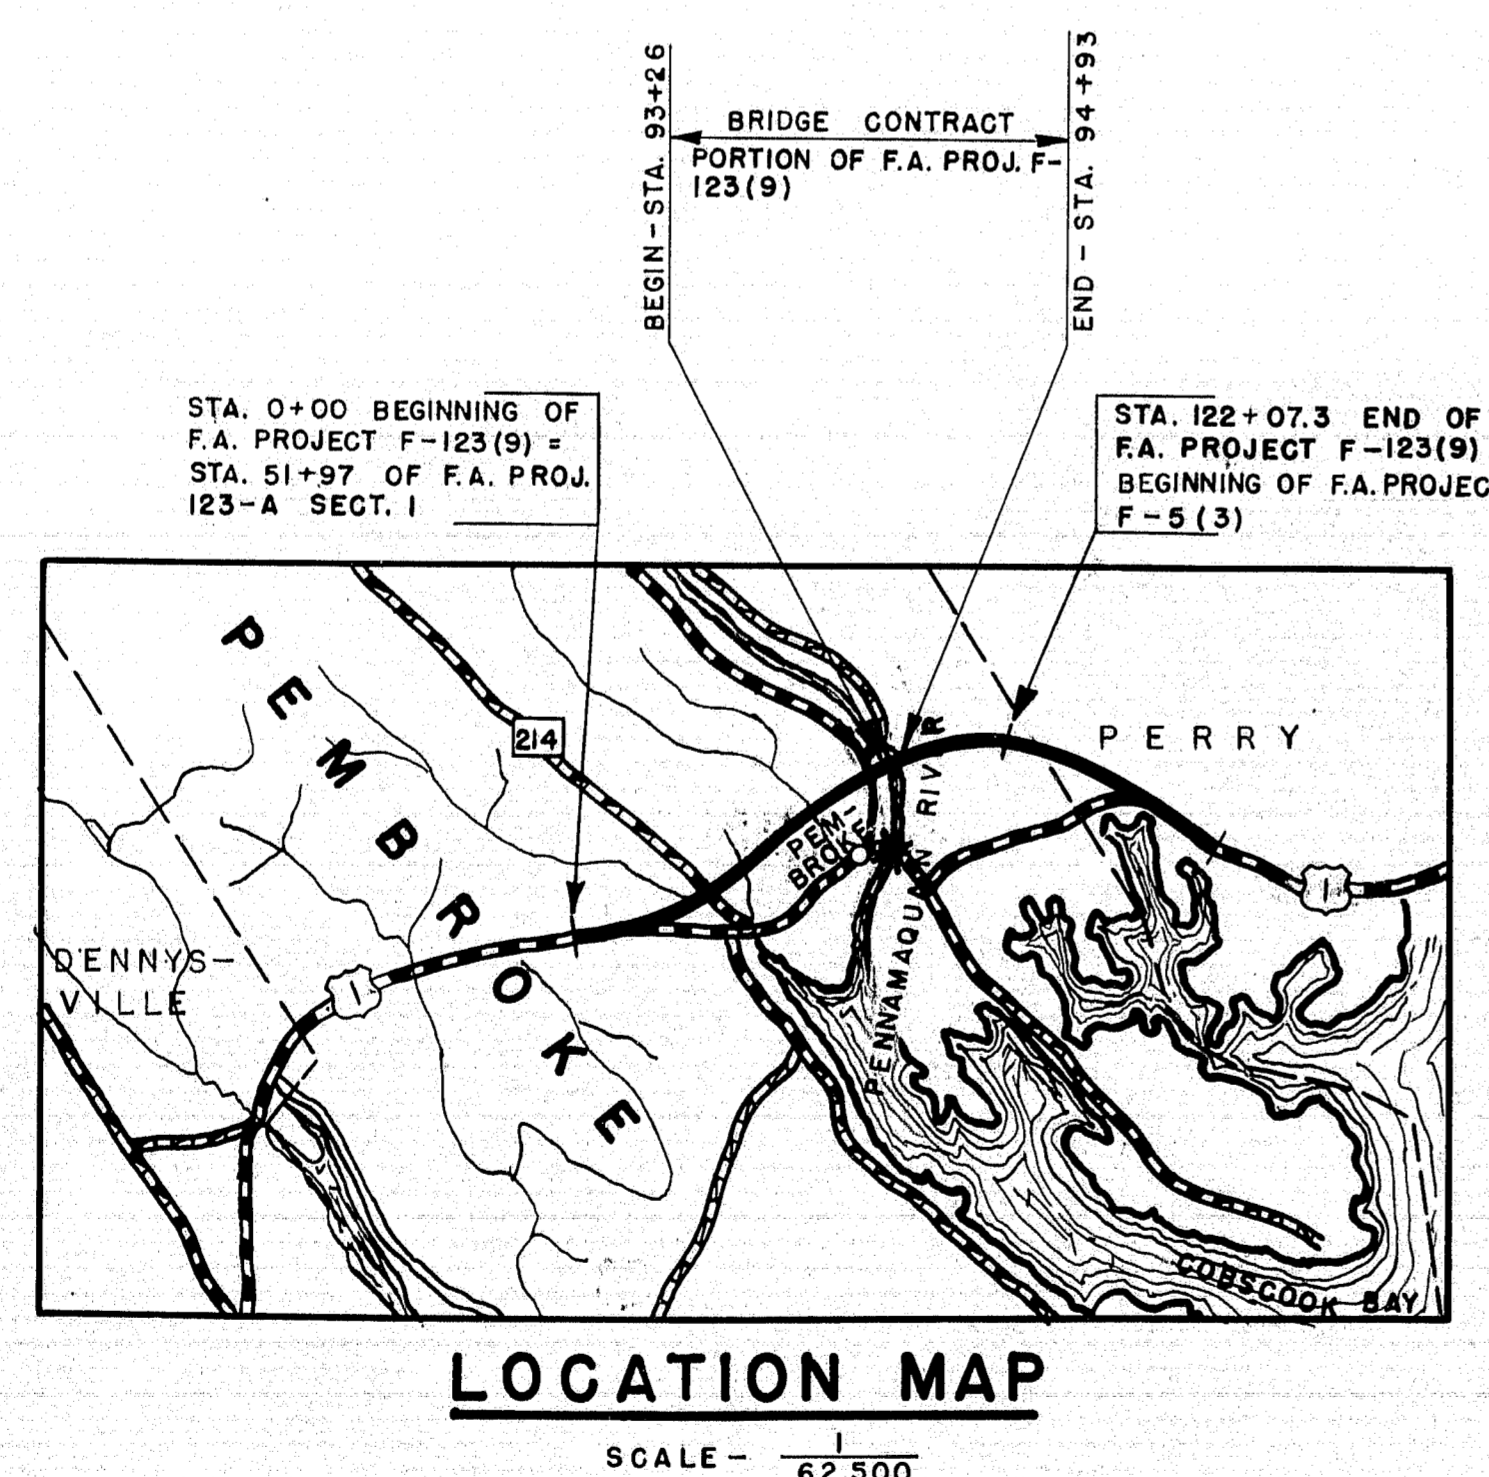 BEGIN-STA. 93+26
BRIDGE CONTRACT
PORTION OF F.A. PROJ. F-
123(9)
END-STA. 94+93
STA. 0+00 BEGINNING OF
F.A. PROJECT F-123(9) =
STA. 51+97 OF F.A. PROJ.
123-A SECT. 1
STA. 122+07.3 END OF
F.A. PROJECT F-123(9)
BEGINNING OF F.A. PROJEC
F-5(3)
PEMBROKE
214
PERRY
PEM-
BROKE
PENNAMAQUAN RIVER
1
D'ENNYS-
VILLE
1
COBSCOOK BAY
LOCATION MAP
SCALE- 1
62,500